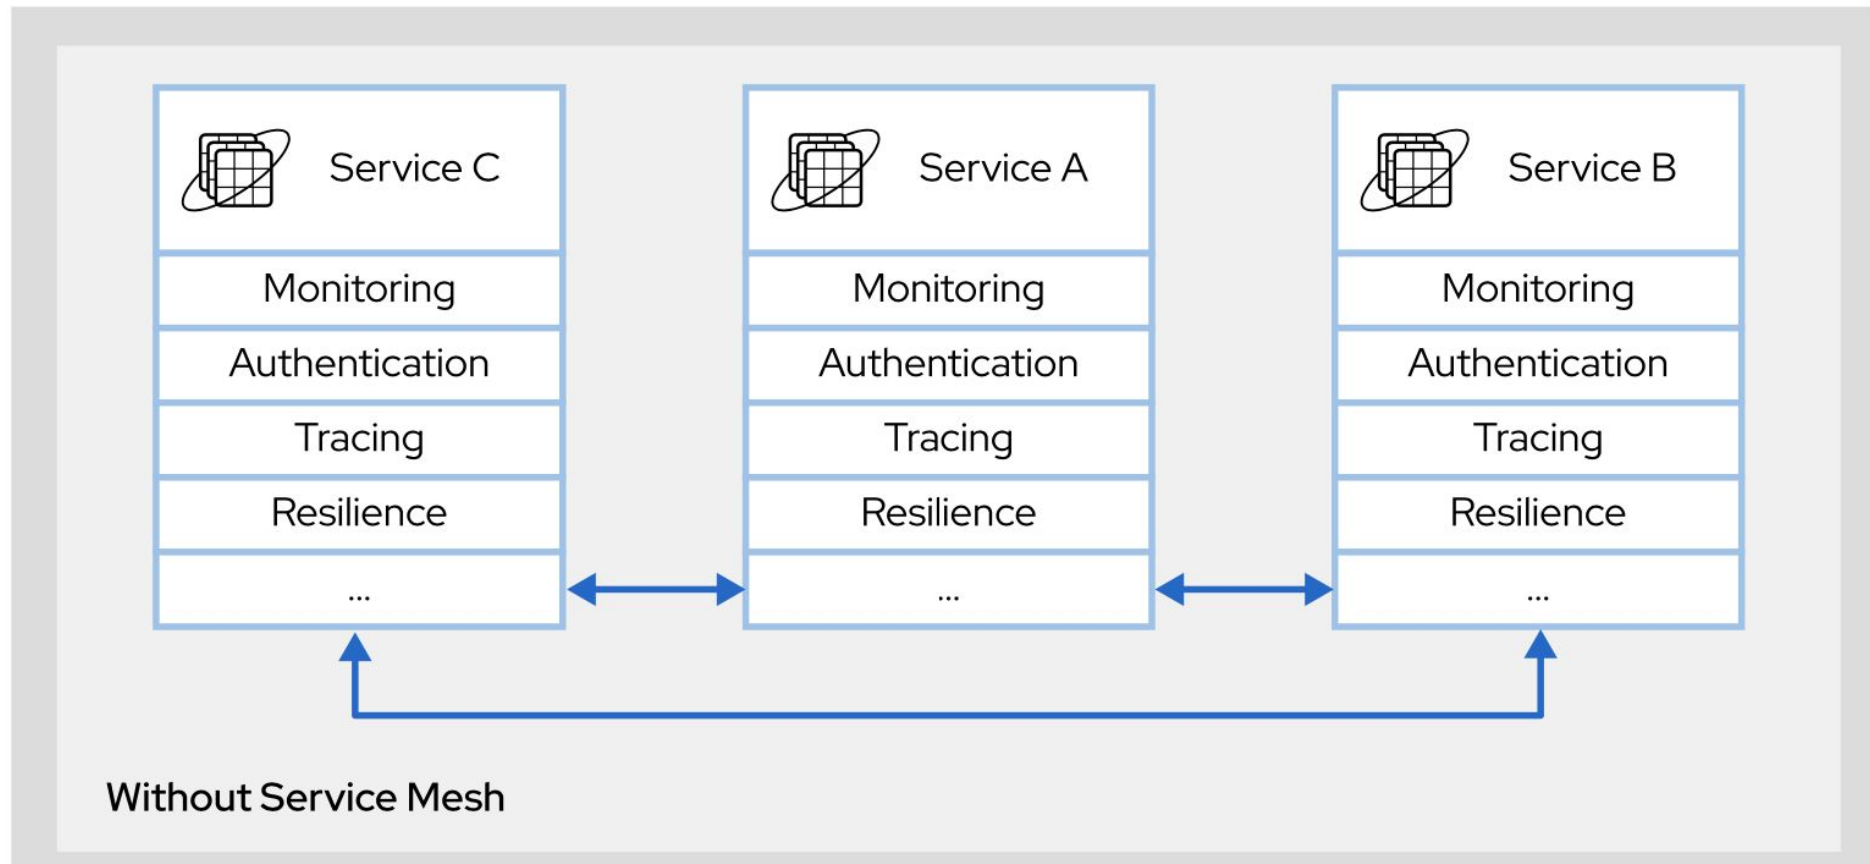 Service C
Monitoring
Authentication
Tracing
Resilience
...
Service A
Monitoring
Authentication
Tracing
Resilience
...
Service B
Monitoring
Authentication
Tracing
Resilience
...
Without Service Mesh